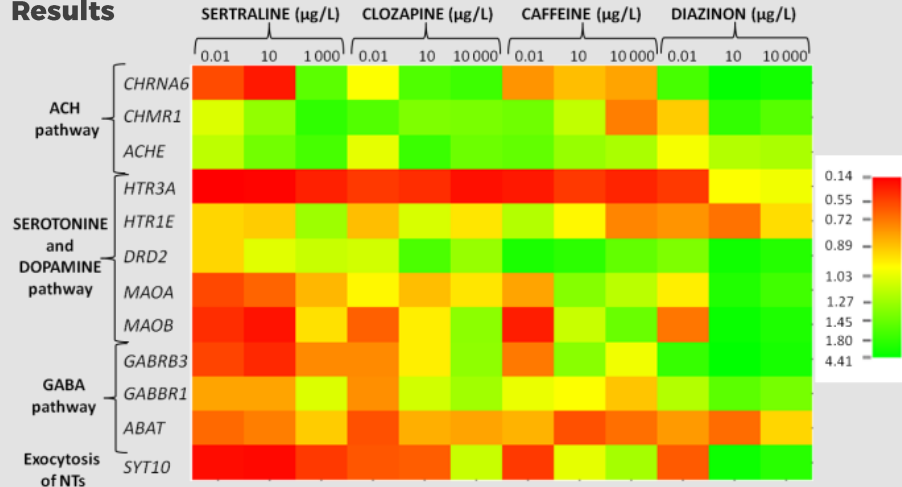 Results
SERTRALINE (µg/L) CLOZAPINE (µg/L) CAFFEINE (µg/L) DIAZINON (µg/L)
0.01 10 1 000 0.01 10 10 000 0.01 10 10 000 0.01 10 10 000
ACH
pathway
CHRNA6
CHMR1
ACHE
SEROTONINE
and
DOPAMINE
pathway
HTR3A
HTR1E
DRD2
MAOA
MAOB
GABA
pathway
GABRB3
GABBR1
ABAT
Exocytosis
of NTs
SYT10
0.14
0.55
0.72
0.89
1.03
1.27
1.45
1.80
4.41